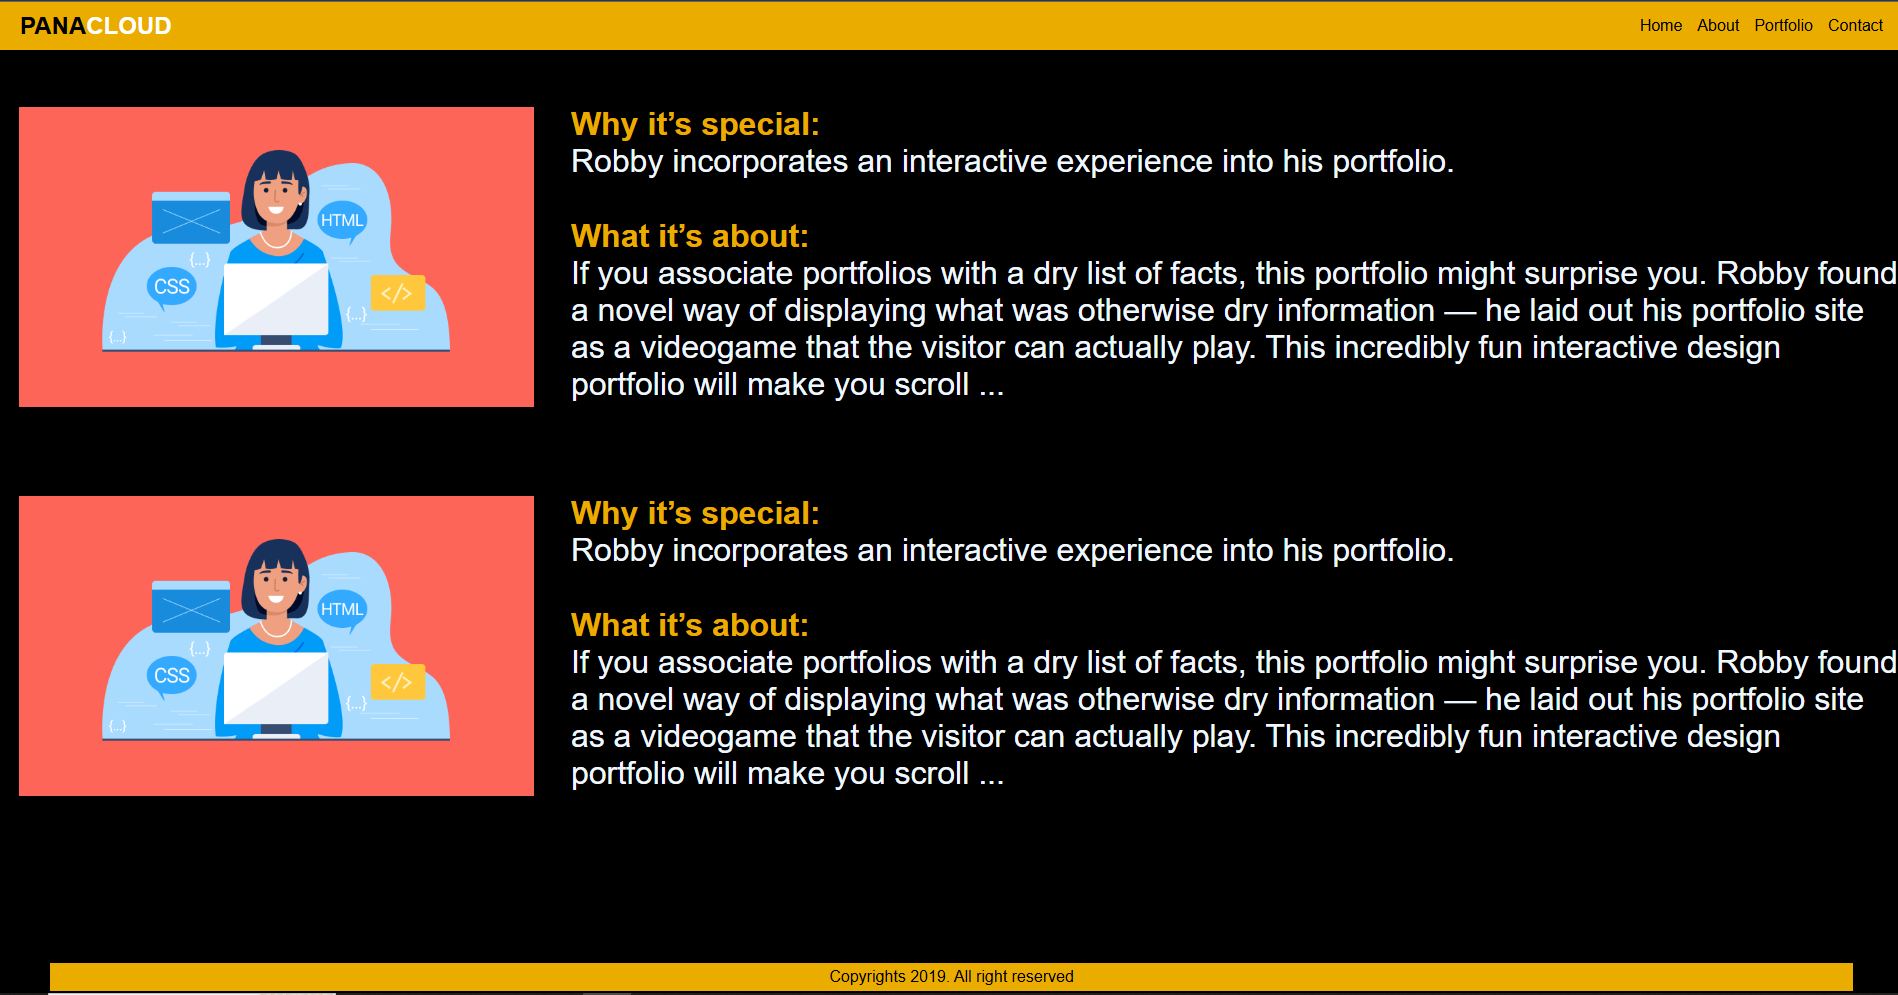 PANACLOUD
Home About Portfolio Contact
Why it’s special:
Robby incorporates an interactive experience into his portfolio.
What it’s about:
If you associate portfolios with a dry list of facts, this portfolio might surprise you. Robby found
a novel way of displaying what was otherwise dry information — he laid out his portfolio site
as a videogame that the visitor can actually play. This incredibly fun interactive design
portfolio will make you scroll ...
HTML
{...}
CSS
</>
{...}
{...}
Why it’s special:
Robby incorporates an interactive experience into his portfolio.
What it’s about:
If you associate portfolios with a dry list of facts, this portfolio might surprise you. Robby found
a novel way of displaying what was otherwise dry information — he laid out his portfolio site
as a videogame that the visitor can actually play. This incredibly fun interactive design
portfolio will make you scroll ...
HTML
{...}
CSS
</>
{...}
{...}
Copyrights 2019. All right reserved